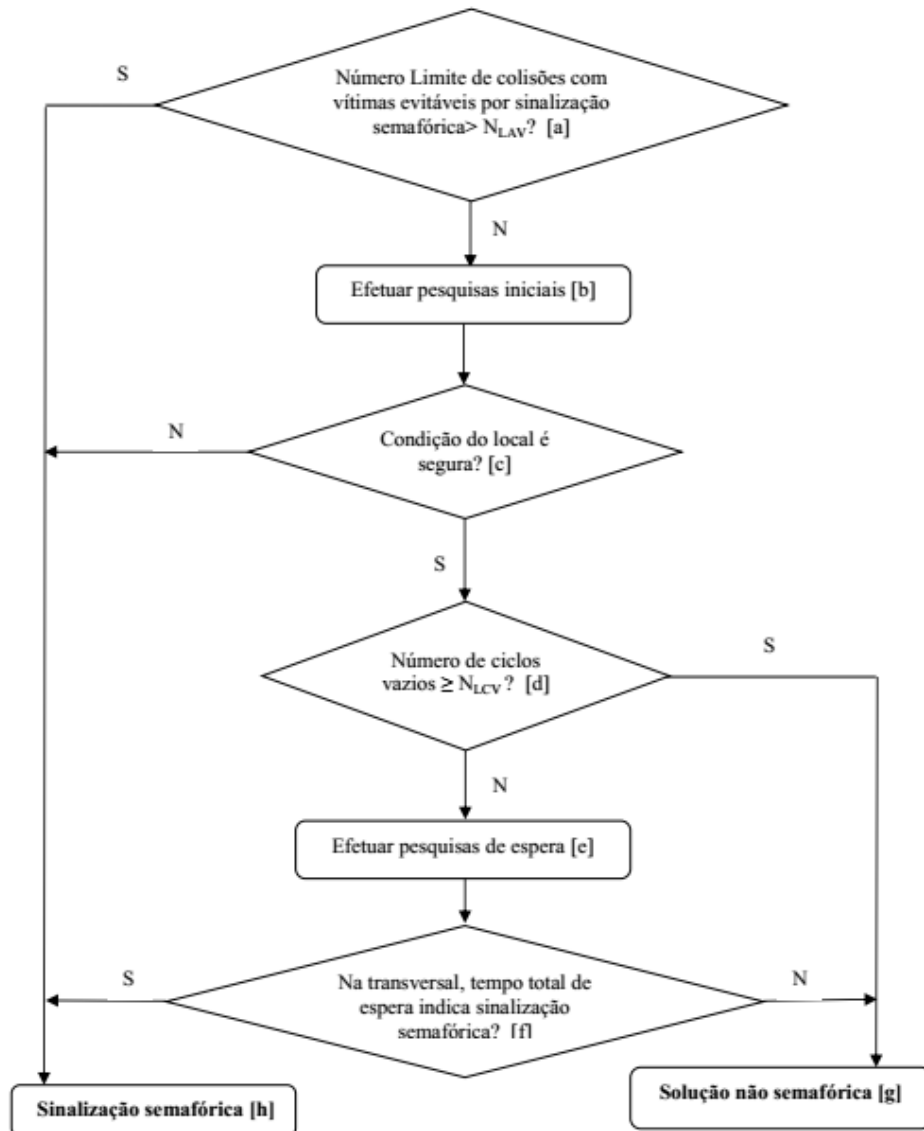 S
Número Limite de colisões com
vítimas evitáveis por sinalização
semafórica> NLAV? [a]
N
Efetuar pesquisas iniciais [b]
N
Condição do local é
segura? [c]
S
Número de ciclos
vazios ≥ NLCV? [d]
S
N
Efetuar pesquisas de espera [e]
S
Na transversal, tempo total de
espera indica sinalização
semafórica? [f]
N
Sinalização semafórica [h]
Solução não semafórica [g]